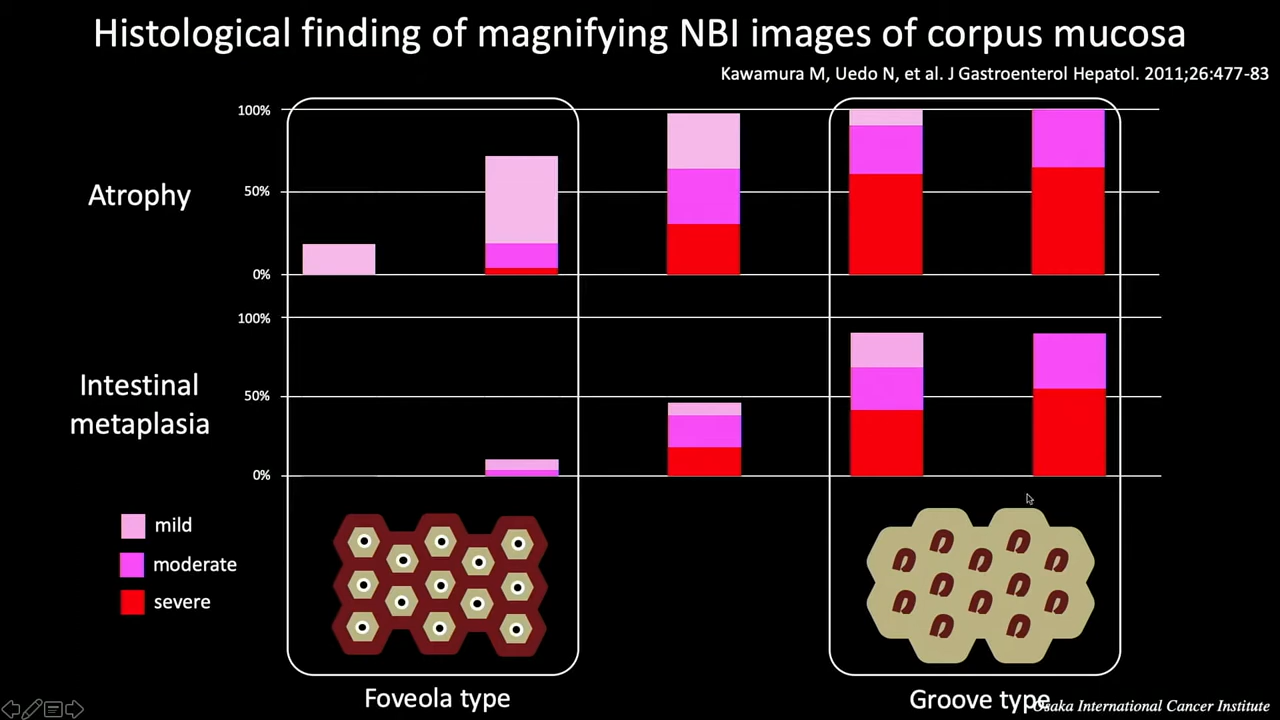 Histological finding of magnifying NBI images of corpus mucosa
Kawamura M, Uedo N, et al. J Gastroenterol Hepatol. 2011;26:477-83
100%
Atrophy
50%
0%
100%
Intestinal
metaplasia
50%
0%
mild
moderate
severe
Foveola type
Groove type
Osaka International Cancer Institute